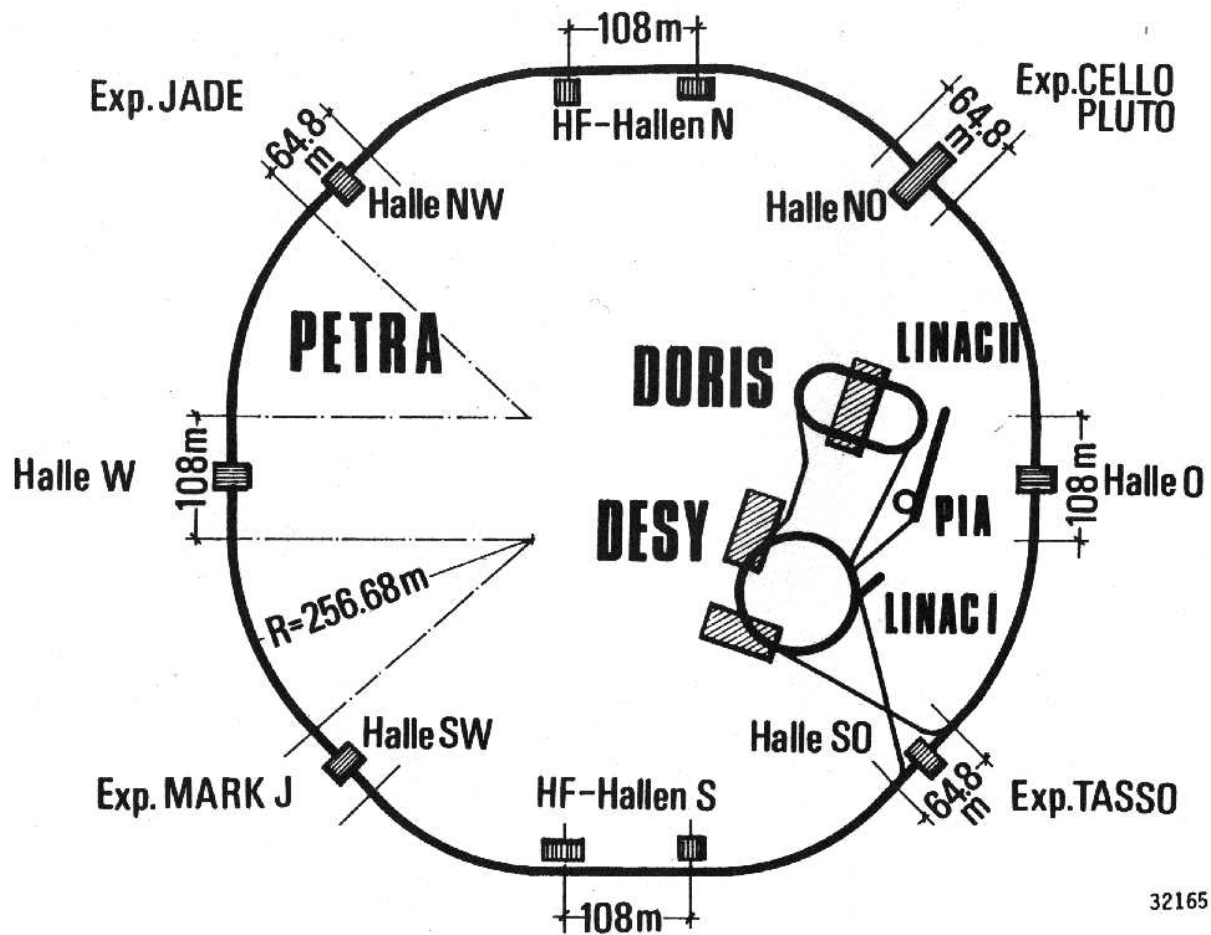 108m
Exp. JADE
Exp. CELLO
PLUTO
64.8
m
HF-Hallen N
64.8
m
Halle NW
Halle NO
PETRA
DORIS
LINAC II
108m
Halle W
108m
Halle O
DESY
PIA
R=256.68m
LINAC I
Halle SW
Halle SO
Exp. MARK J
HF-Hallen S
64.8
m
Exp. TASSO
108m
32165